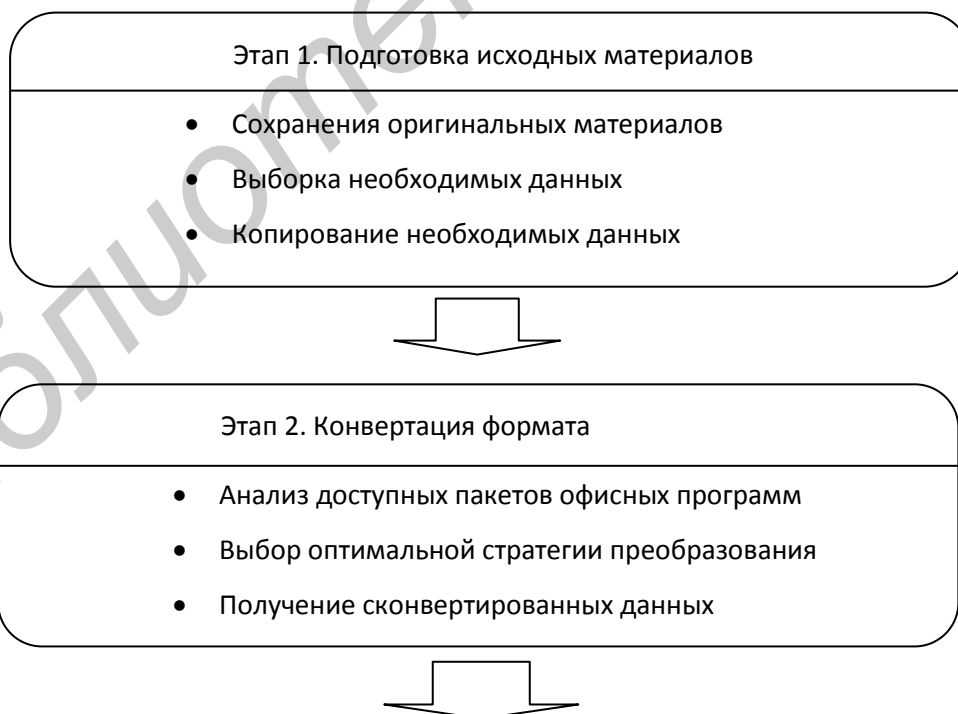 Этап 1. Подготовка исходных материалов
• Сохранения оригинальных материалов
• Выборка необходимых данных
• Копирование необходимых данных
Этап 2. Конвертация формата
• Анализ доступных пакетов офисных программ
• Выбор оптимальной стратегии преобразования
• Получение сконвертированных данных